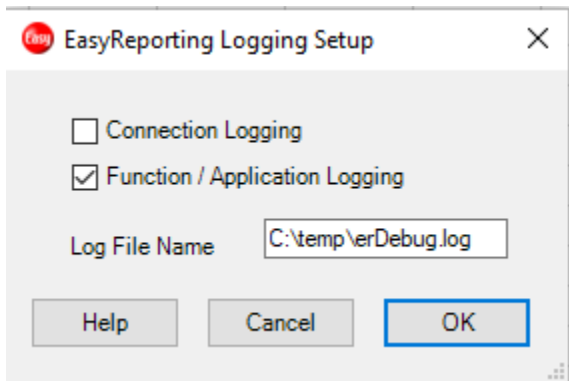 Easy EasyReporting Logging Setup
Connection Logging
Function / Application Logging
Log File Name C:\temp\erDebug.log
Help Cancel OK